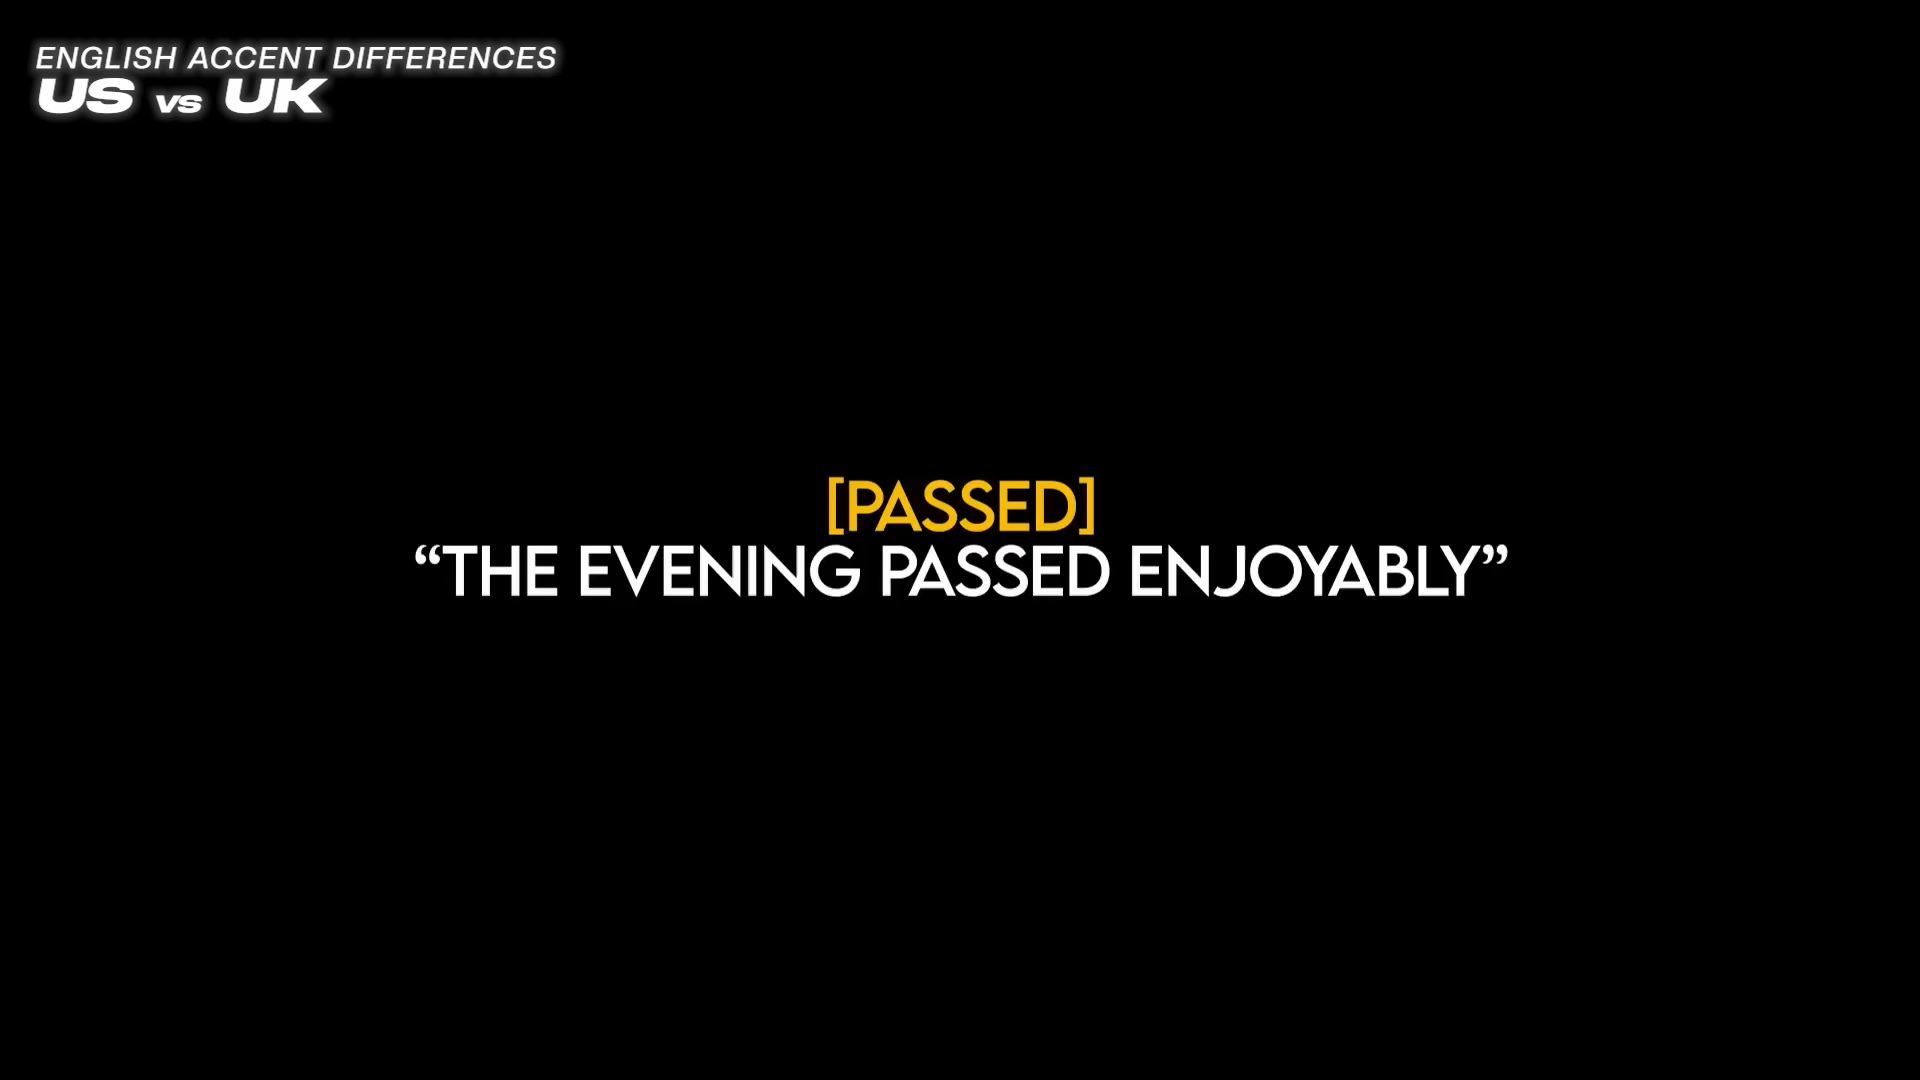 ENGLISH ACCENT DIFFERENCES
US vs UK
[PASSED]
“THE EVENING PASSED ENJOYABLY”